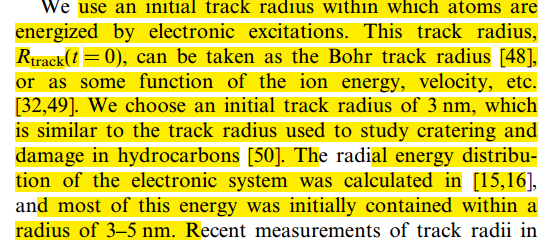 We use an initial track radius within which atoms are
energized by electronic excitations. This track radius,
Rtrack(t = 0), can be taken as the Bohr track radius [48],
or as some function of the ion energy, velocity, etc.
[32,49]. We choose an initial track radius of 3 nm, which
is similar to the track radius used to study cratering and
damage in hydrocarbons [50]. The radial energy distribu-
tion of the electronic system was calculated in [15,16],
and most of this energy was initially contained within a
radius of 3–5 nm. Recent measurements of track radii in